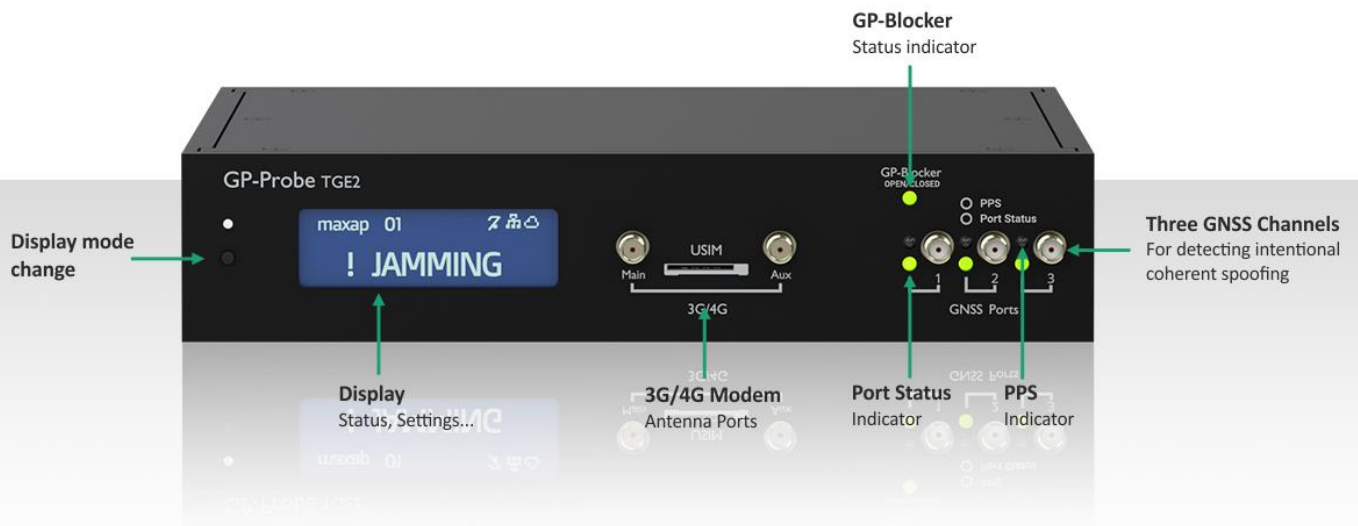 GP-Blocker
Status indicator
GP-Probe TGE2
GP-Blocker
OPEN/CLOSED
PPS
Port Status
maxap 01
! JAMMING
USIM
Main
Aux
3G/4G
1 2 3
GNSS Ports
Display mode
change
Three GNSS Channels
For detecting intentional
coherent spoofing
Display
Status, Settings...
3G/4G Modem
Antenna Ports
Port Status
Indicator
PPS
Indicator